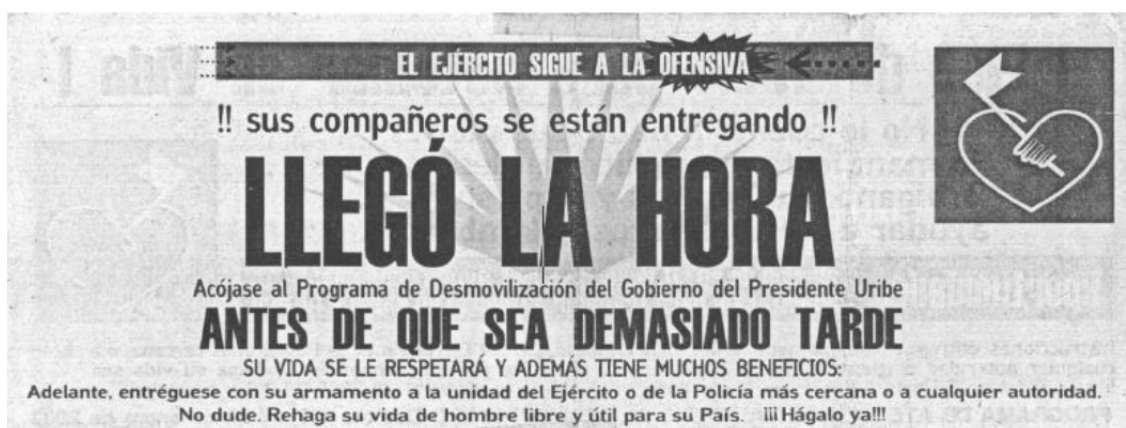 EL EJÉRCITO SIGUE A LA OFENSIVA
!! sus compañeros se están entregando !!
LLEGÓ LA HORA
Acójase al Programa de Desmovilización del Gobierno del Presidente Uribe
ANTES DE QUE SEA DEMASIADO TARDE
SU VIDA SE LE RESPETARÁ Y ADEMÁS TIENE MUCHOS BENEFICIOS:
Adelante, entréguese con su armamento a la unidad del Ejército o de la Policía más cercana o a cualquier autoridad.
No dude. Rehaga su vida de hombre libre y útil para su País. ¡¡¡Hágalo ya!!!